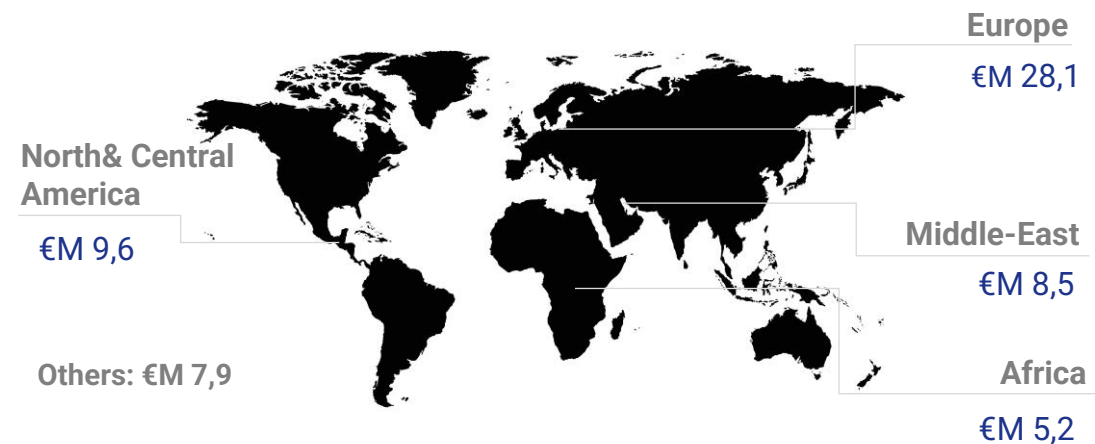 Europe
€M 28,1
North& Central
America
€M 9,6
Middle-East
€M 8,5
Others: €M 7,9
Africa
€M 5,2